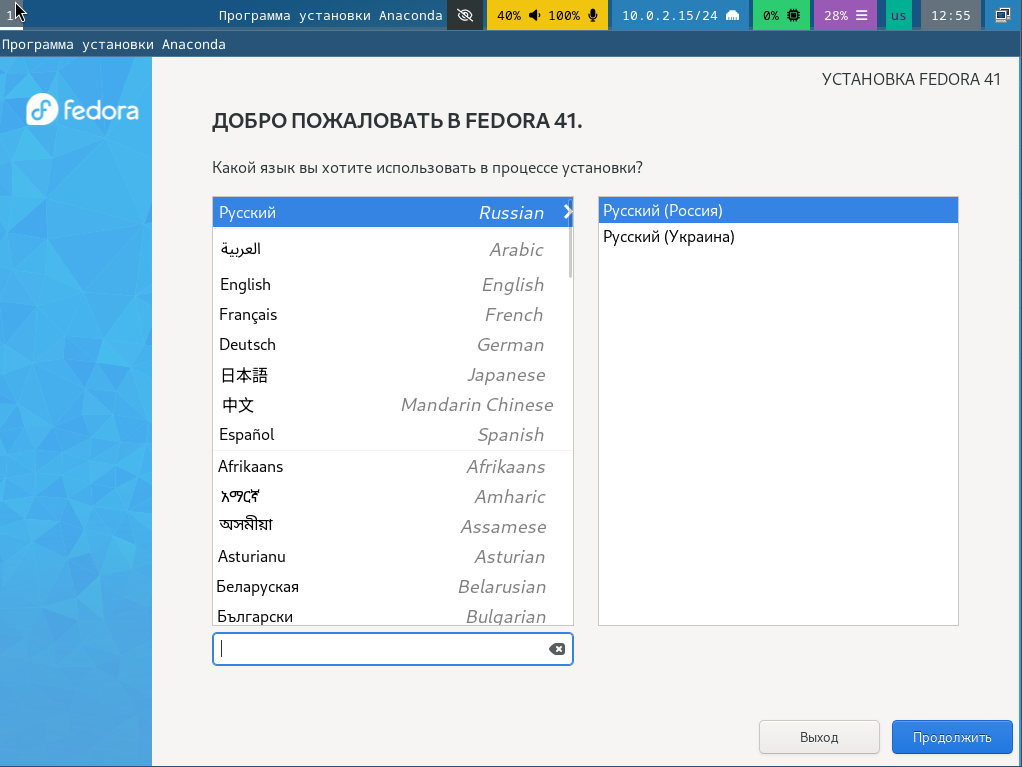 1 Программа установки Anaconda 40% 100% 10.0.2.15/24 0% 28% us 12:55
Программа установки Anaconda
fedora
УСТАНОВКА FEDORA 41
ДОБРО ПОЖАЛОВАТЬ В FEDORA 41.
Какой язык вы хотите использовать в процессе установки?
Русский Russian
العربية Arabic
English English
Français French
Deutsch German
日本語 Japanese
中文 Mandarin Chinese
Español Spanish
Afrikaans Afrikaans
አማርኛ Amharic
অসমীয়া Assamese
Asturianu Asturian
Беларуская Belarusian
Български Bulgarian
Русский (Россия)
Русский (Украина)
Выход Продолжить